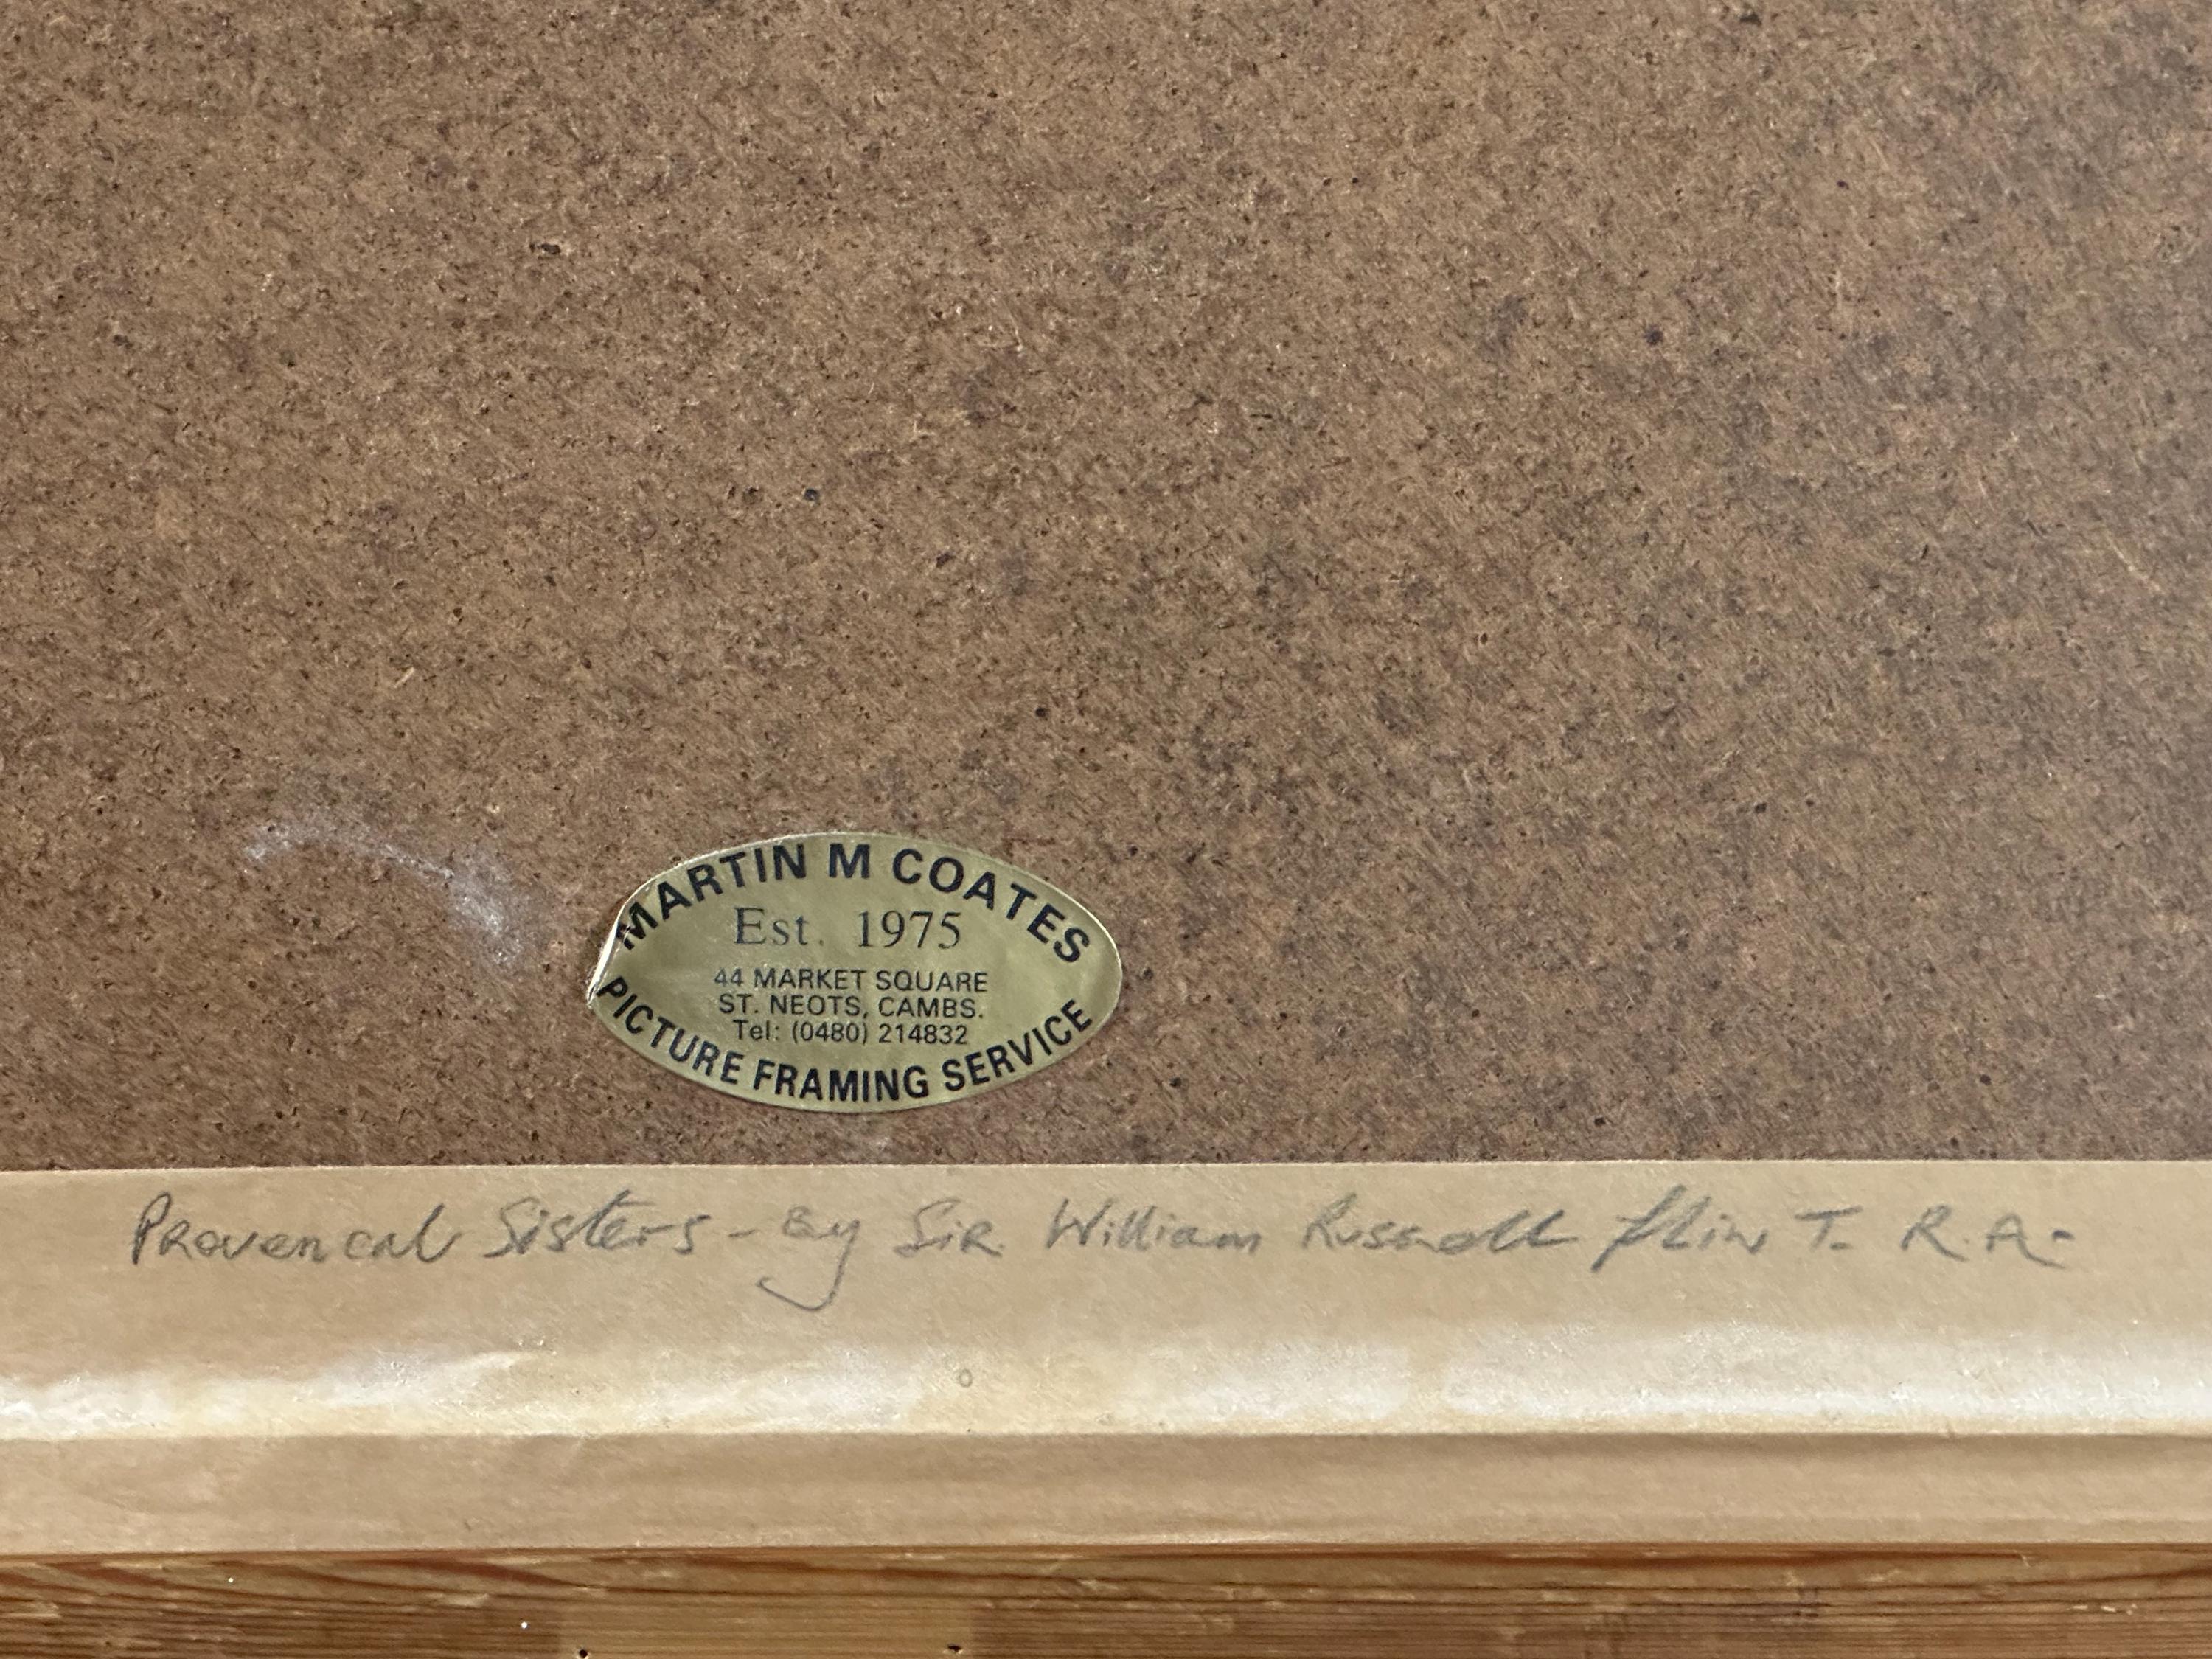 MARTIN M COATES
Est. 1975
44 MARKET SQUARE
ST. NEOTS, CAMBS.
Tel: (0480) 214832
PICTURE FRAMING SERVICE
Provencal Sisters - By Sir William Russell flint R.A.